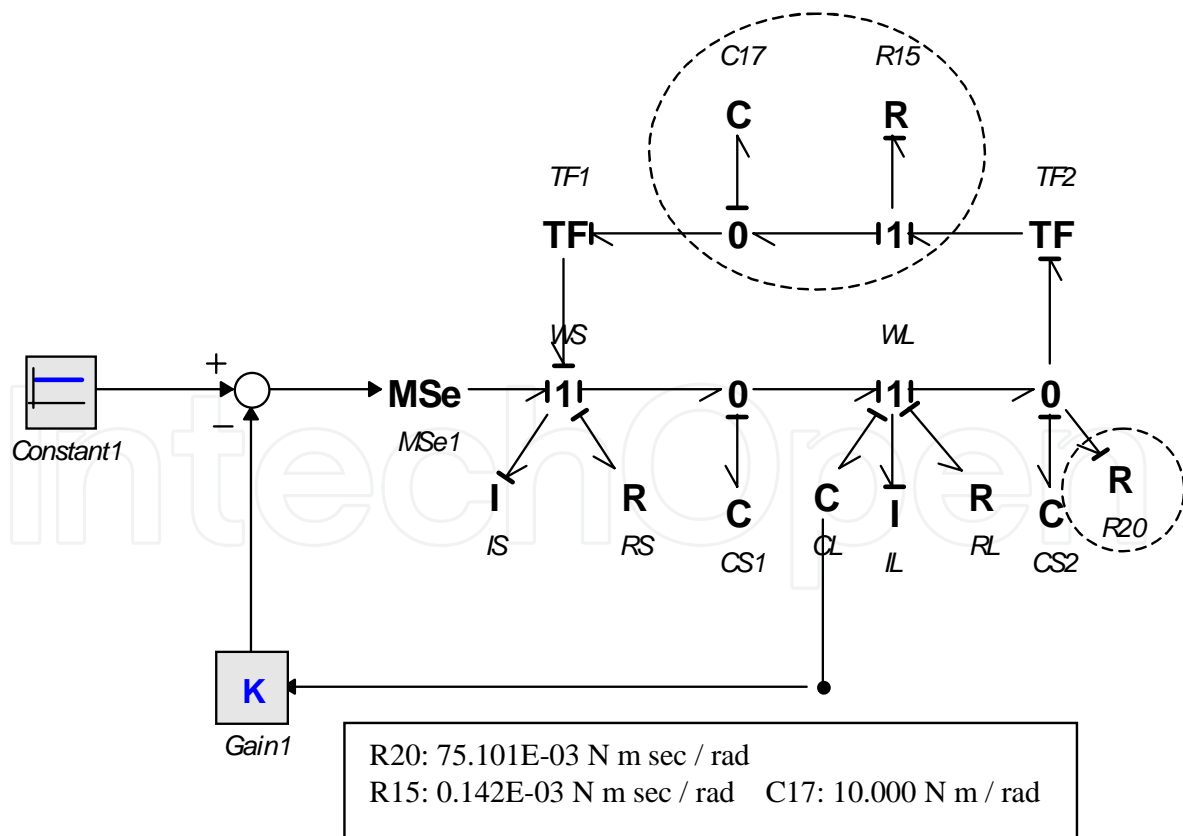 C17 R15
C R
TF1 TF2
TF 0 1 TF
WS WL
+
−
MSe 1 0 1 0
Constant1 MSe1
I R C C I R C R
IS RS CS1 CL IL RL CS2 R20
IntechOpen
K
Gain1
R20: 75.101E-03 N m sec / rad
R15: 0.142E-03 N m sec / rad C17: 10.000 N m / rad